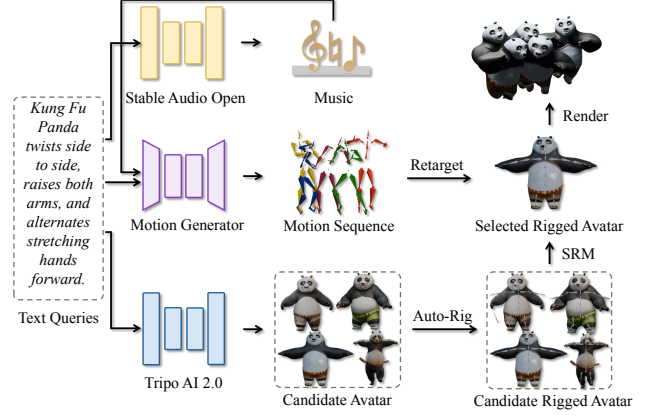 Stable Audio Open
Music
Render
Kung Fu
Panda
twists side
to side,
raises both
arms, and
alternates
stretching
hands
forward.
Text Queries
Motion Generator
Motion Sequence
Retarget
Selected Rigged Avatar
SRM
Tripo AI 2.0
Candidate Avatar
Auto-Rig
Candidate Rigged Avatar